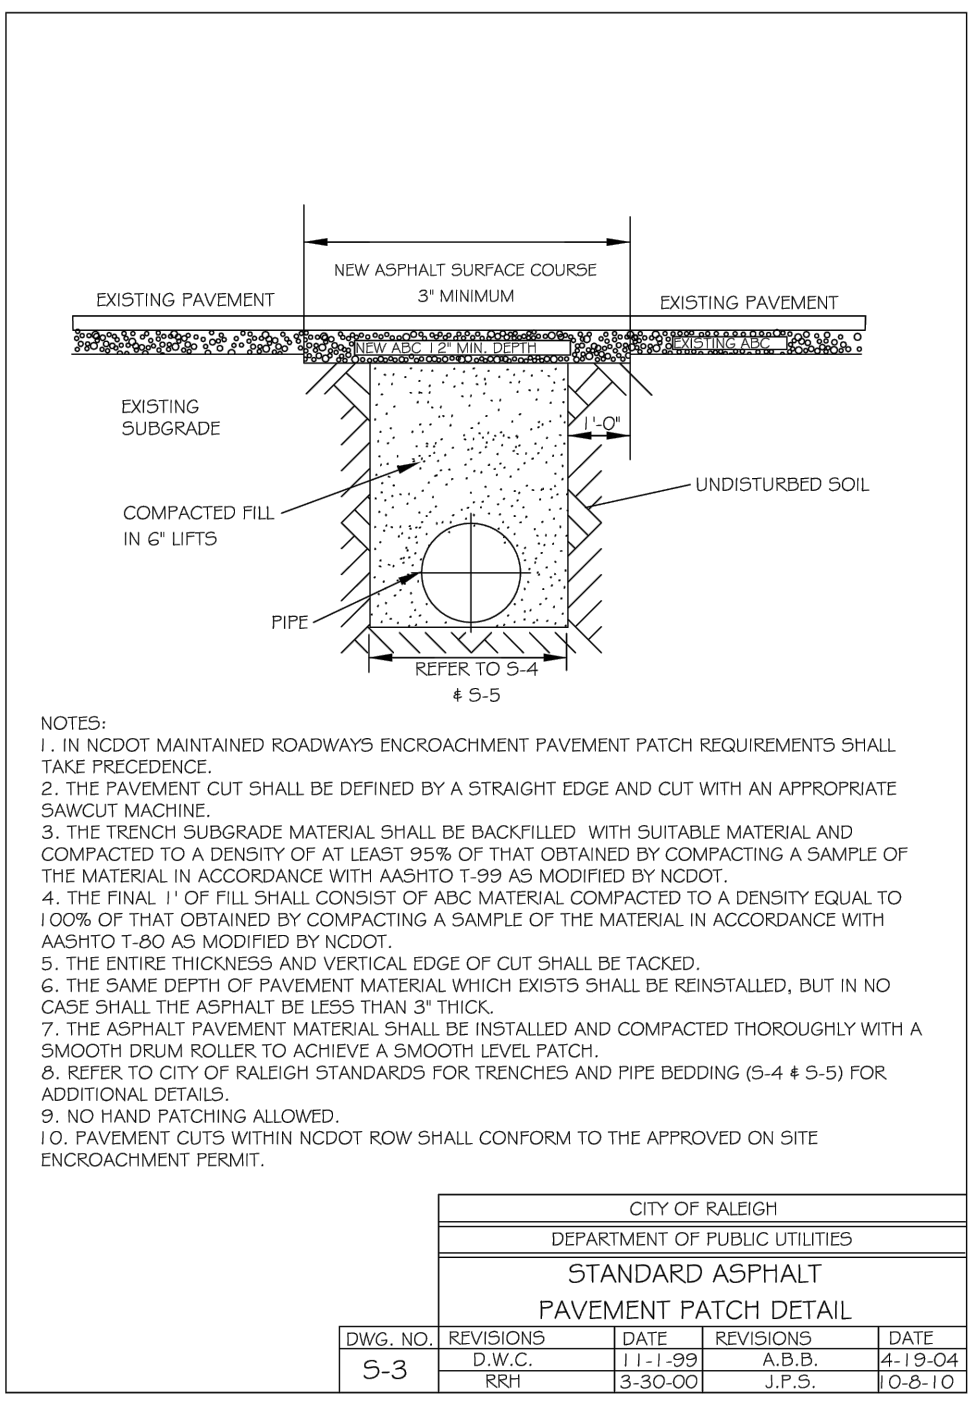 NEW ASPHALT SURFACE COURSE
3" MINIMUM
EXISTING PAVEMENT
EXISTING PAVEMENT
NEW ABC 12" MIN. DEPTH
EXISTING ABC
EXISTING
SUBGRADE
1'-0"
UNDISTURBED SOIL
COMPACTED FILL
IN 6" LIFTS
PIPE
REFER TO S-4
& S-5
NOTES:
1. IN NCDOT MAINTAINED ROADWAYS ENCROACHMENT PAVEMENT PATCH REQUIREMENTS SHALL
TAKE PRECEDENCE.
2. THE PAVEMENT CUT SHALL BE DEFINED BY A STRAIGHT EDGE AND CUT WITH AN APPROPRIATE
SAWCUT MACHINE.
3. THE TRENCH SUBGRADE MATERIAL SHALL BE BACKFILLED WITH SUITABLE MATERIAL AND
COMPACTED TO A DENSITY OF AT LEAST 95% OF THAT OBTAINED BY COMPACTING A SAMPLE OF
THE MATERIAL IN ACCORDANCE WITH AASHTO T-99 AS MODIFIED BY NCDOT.
4. THE FINAL 1' OF FILL SHALL CONSIST OF ABC MATERIAL COMPACTED TO A DENSITY EQUAL TO
100% OF THAT OBTAINED BY COMPACTING A SAMPLE OF THE MATERIAL IN ACCORDANCE WITH
AASHTO T-80 AS MODIFIED BY NCDOT.
5. THE ENTIRE THICKNESS AND VERTICAL EDGE OF CUT SHALL BE TACKED.
6. THE SAME DEPTH OF PAVEMENT MATERIAL WHICH EXISTS SHALL BE REINSTALLED, BUT IN NO
CASE SHALL THE ASPHALT BE LESS THAN 3" THICK.
7. THE ASPHALT PAVEMENT MATERIAL SHALL BE INSTALLED AND COMPACTED THOROUGHLY WITH A
SMOOTH DRUM ROLLER TO ACHIEVE A SMOOTH LEVEL PATCH.
8. REFER TO CITY OF RALEIGH STANDARDS FOR TRENCHES AND PIPE BEDDING (S-4 & S-5) FOR
ADDITIONAL DETAILS.
9. NO HAND PATCHING ALLOWED.
10. PAVEMENT CUTS WITHIN NCDOT ROW SHALL CONFORM TO THE APPROVED ON SITE
ENCROACHMENT PERMIT.
CITY OF RALEIGH
DEPARTMENT OF PUBLIC UTILITIES
STANDARD ASPHALT
PAVEMENT PATCH DETAIL
DWG. NO. REVISIONS DATE REVISIONS DATE
S-3
D.W.C. 11-1-99 A.B.B. 4-19-04
RRH 3-30-00 J.P.S. 10-8-10